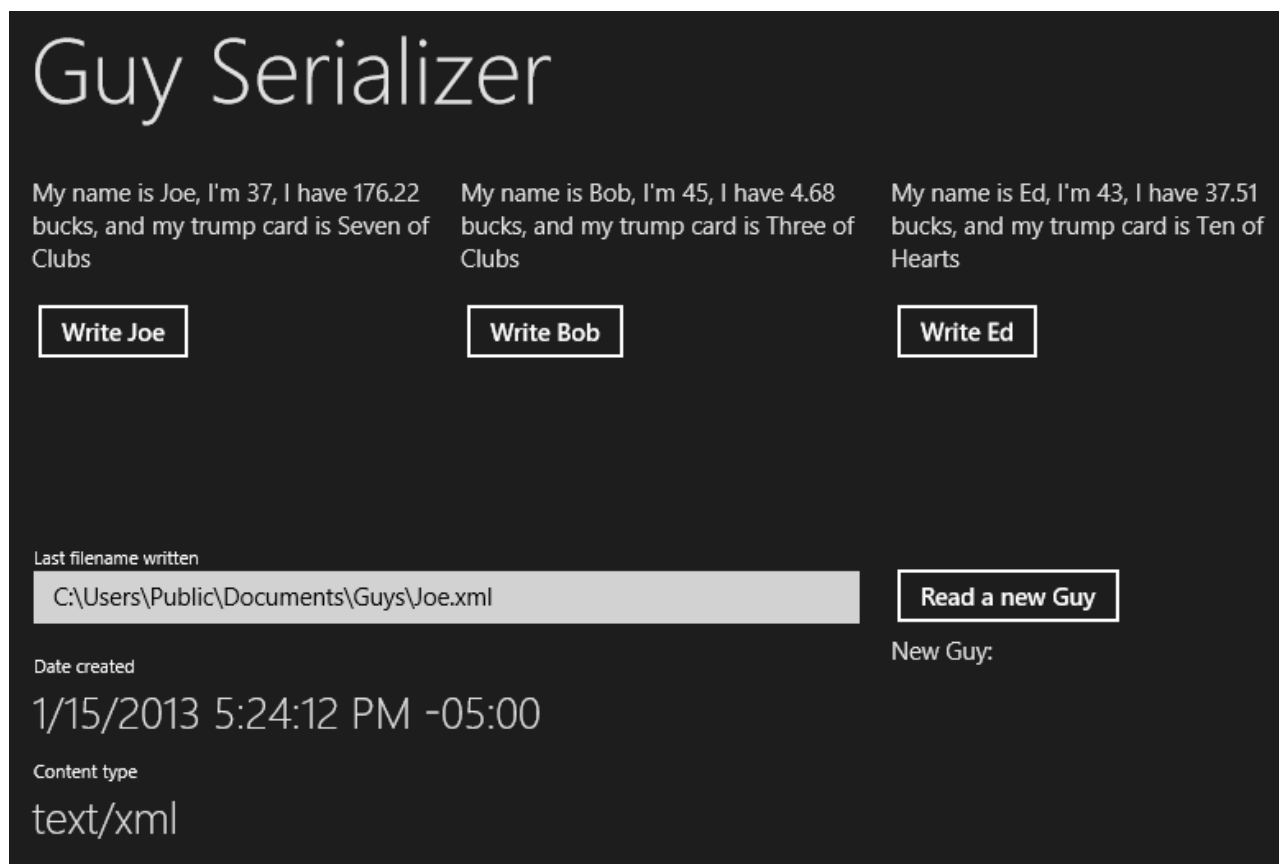 Guy Serializer
My name is Joe, I'm 37, I have 176.22
bucks, and my trump card is Seven of
Clubs
Write Joe
My name is Bob, I'm 45, I have 4.68
bucks, and my trump card is Three of
Clubs
Write Bob
My name is Ed, I'm 43, I have 37.51
bucks, and my trump card is Ten of
Hearts
Write Ed
Last filename written
C:\Users\Public\Documents\Guys\Joe.xml
Read a new Guy
New Guy:
Date created
1/15/2013 5:24:12 PM -05:00
Content type
text/xml